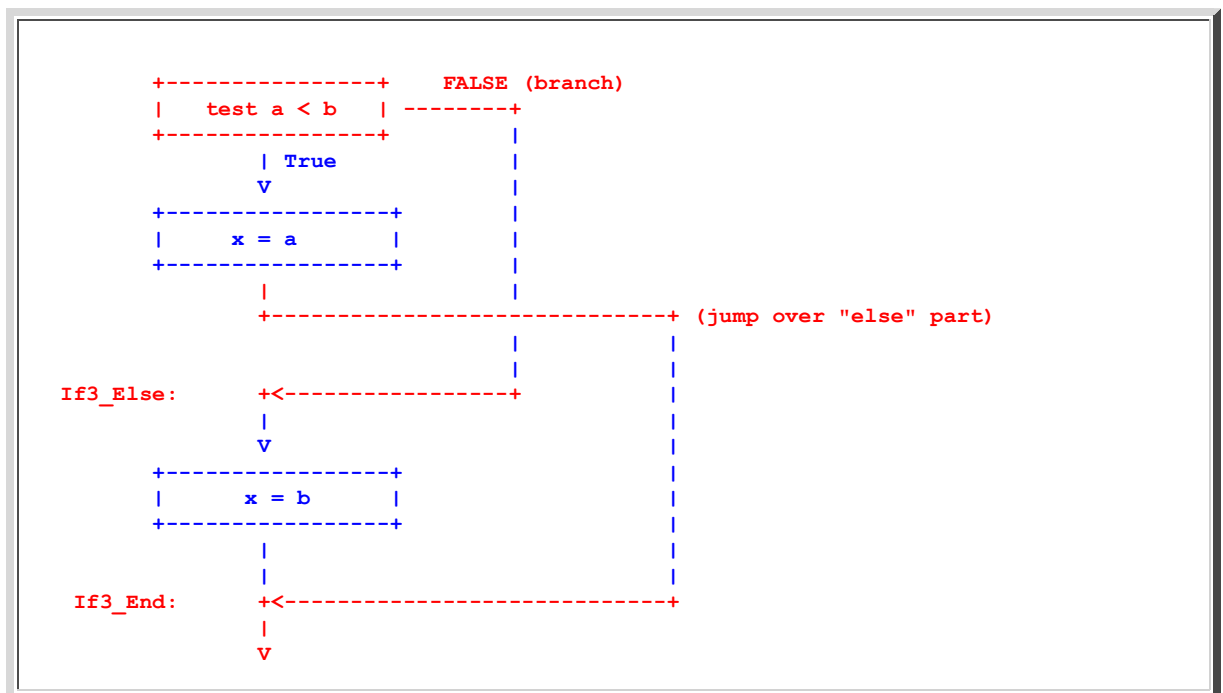 +----------------+    FALSE (branch)
|   test a < b   | --------+
+----------------+         |
| True              |
V                   |
+-----------------+        |
|     x = a       |        |
+-----------------+        |
|                   |
+------------------------------+ (jump over "else" part)
|            |
|            |
If3_Else:      +<-----------------+            |
|                               |
V                               |
+-----------------+                    |
|      x = b      |                    |
+-----------------+                    |
|                               |
|                               |
If3_End:      +<-----------------------------+
|
V